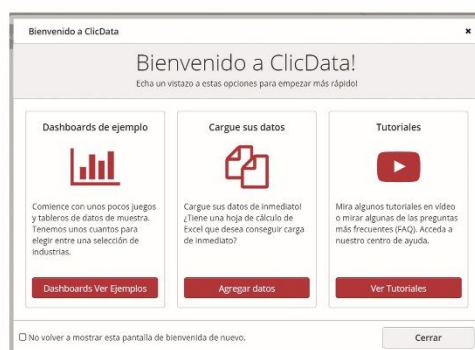 Bienvenido a ClicData
Bienvenido a ClicData!
Echa un vistazo a estas opciones para empezar más rápido!
Dashboards de ejemplo
Comience con unos pocos juegos
y tableros de datos de muestra.
Tenemos unos cuantos para
elegir entre una selección de
industrias.
Dashboards Ver Ejemplos
Cargue sus datos
Cargue sus datos de inmediato!
¿Tiene una hoja de cálculo de
Excel que desea conseguir carga
de inmediato?
Agregar datos
Tutoriales
Mira algunos tutoriales en vídeo
o mirar algunas de las preguntas
más frecuentes (FAQ). Acceda a
nuestro centro de ayuda.
Ver Tutoriales
No volver a mostrar esta pantalla de bienvenida de nuevo.
Cerrar